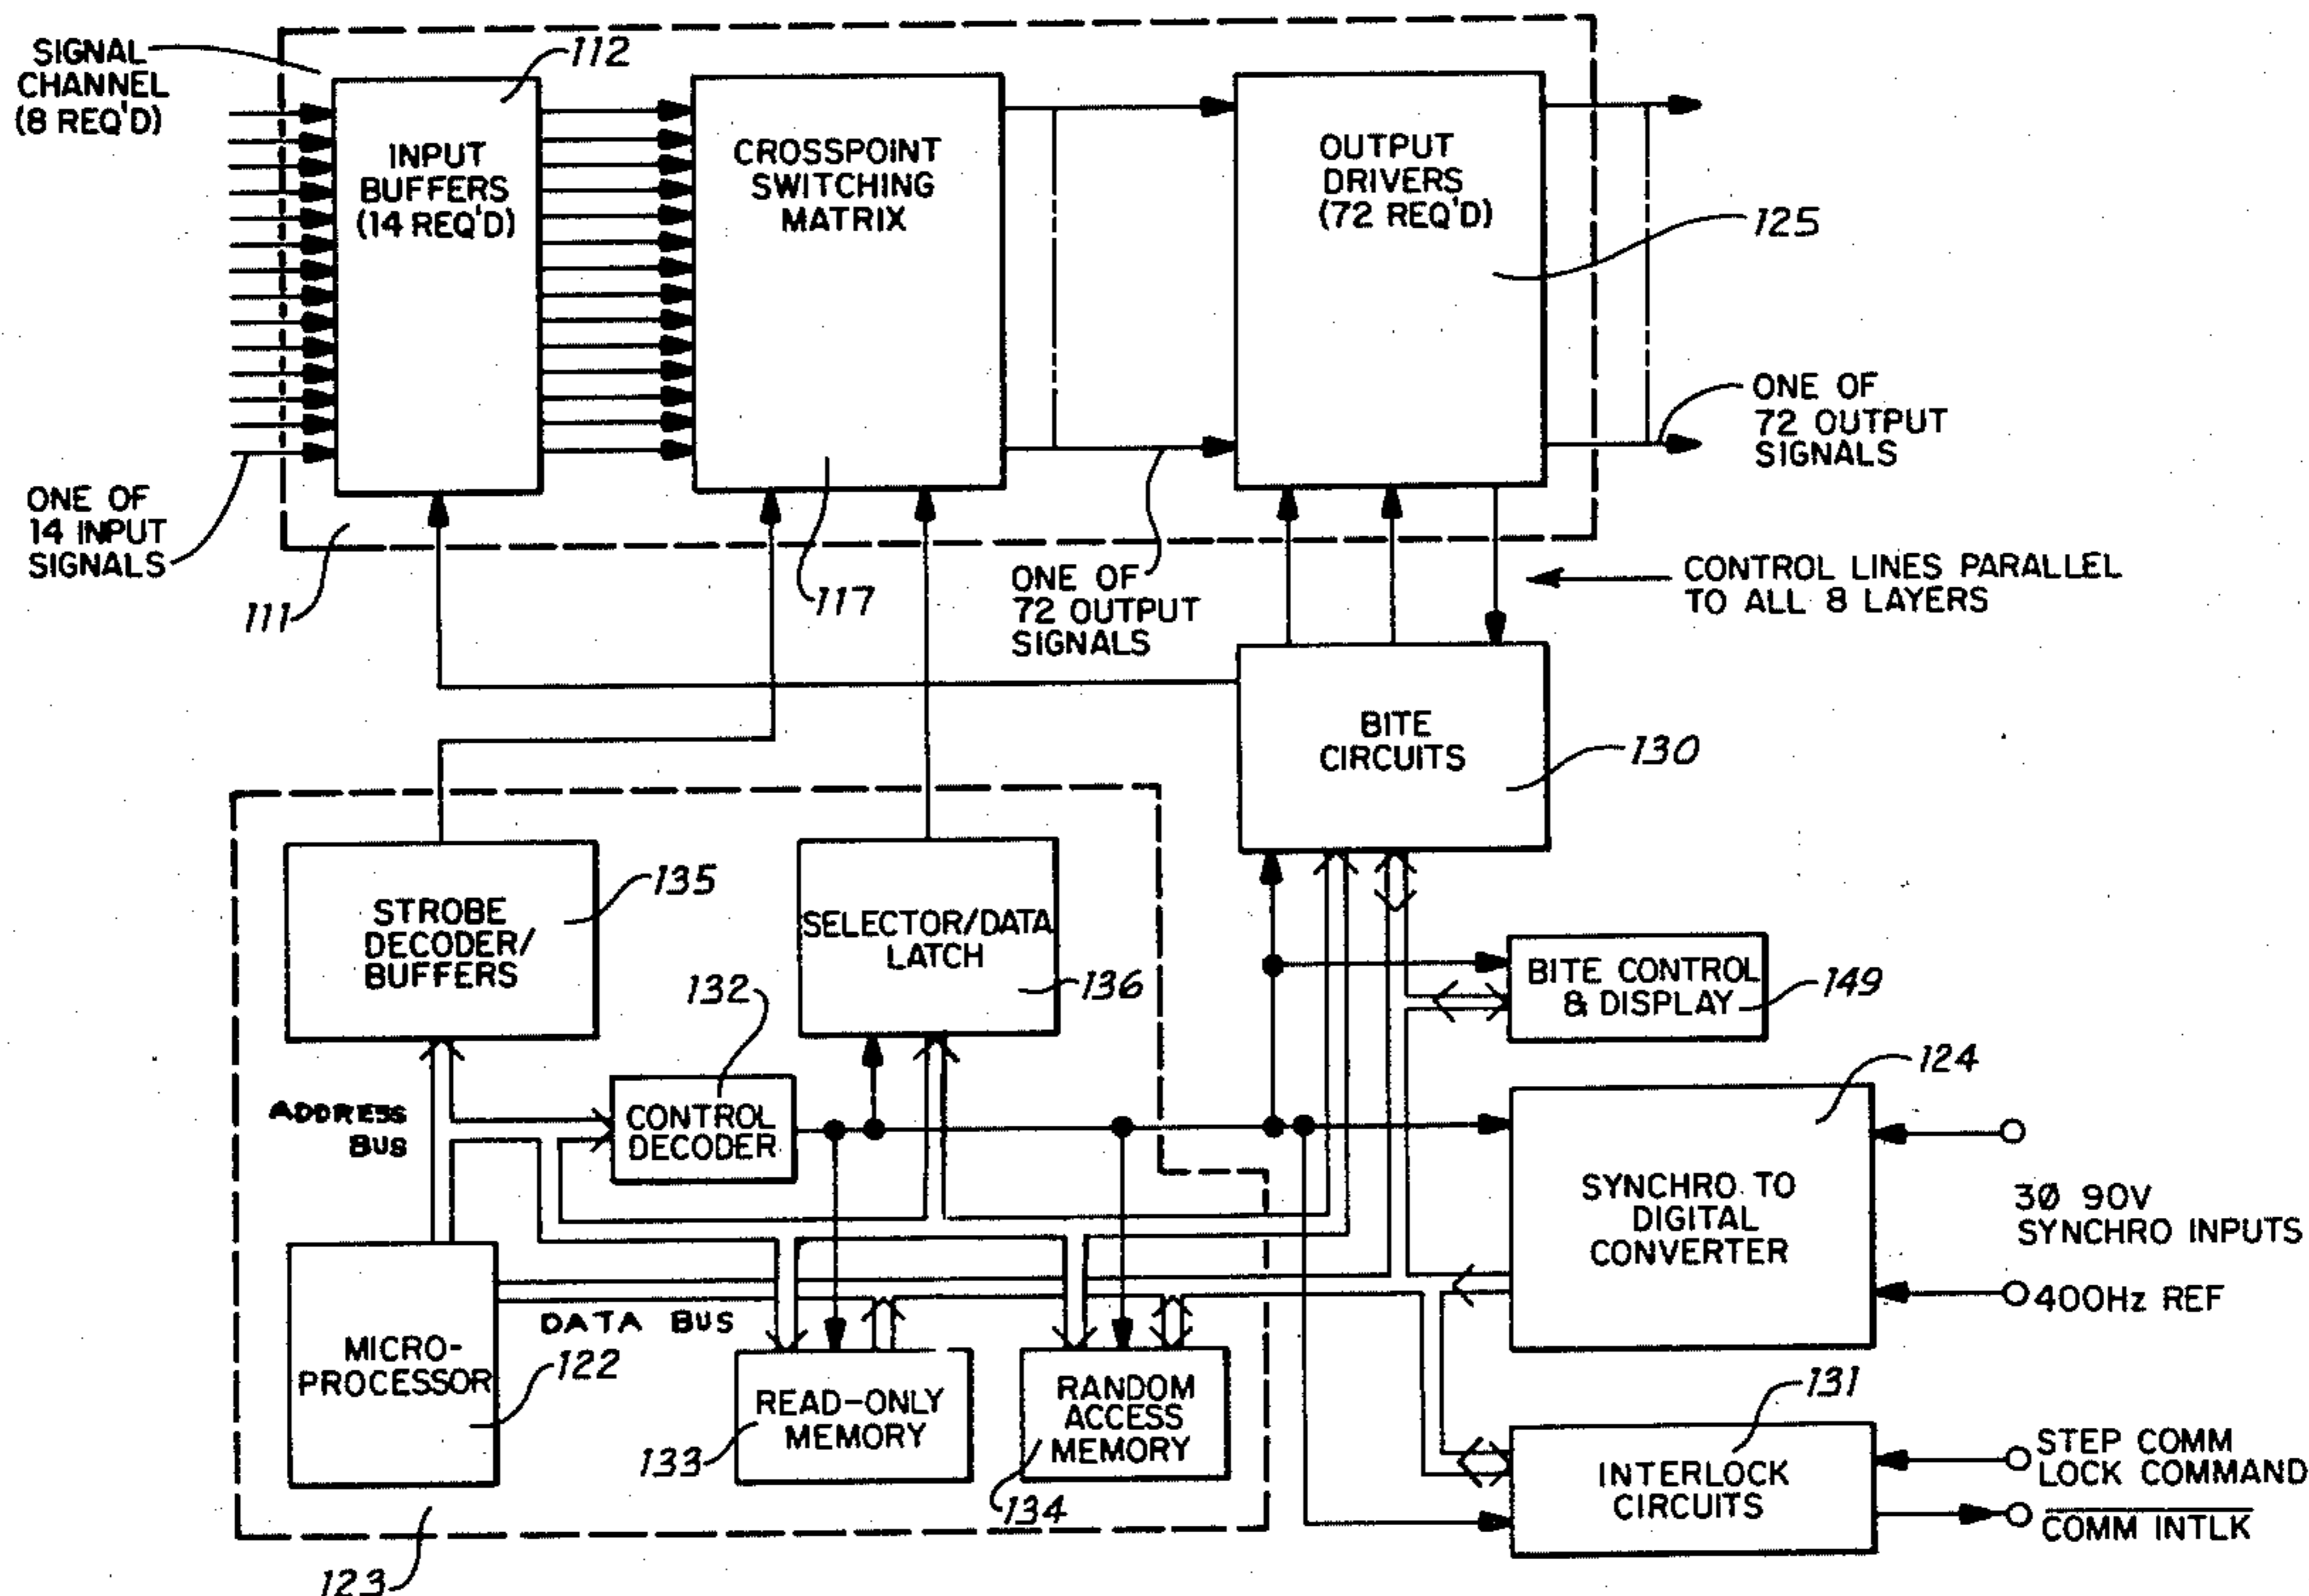 SIGNAL
CHANNEL
(8 REQ'D)
112
INPUT
BUFFERS
(14 REQ'D)
CROSSPOINT
SWITCHING
MATRIX
OUTPUT
DRIVERS
(72 REQ'D)
125
ONE OF
72 OUTPUT
SIGNALS
ONE OF
14 INPUT
SIGNALS
111
117
ONE OF
72 OUTPUT
SIGNALS
CONTROL LINES PARALLEL
TO ALL 8 LAYERS
BITE
CIRCUITS
130
STROBE
DECODER/
BUFFERS
135
SELECTOR/DATA
LATCH
136
132
CONTROL
DECODER
BITE CONTROL
& DISPLAY
149
124
ADDRESS
BUS
SYNCHRO TO
DIGITAL
CONVERTER
3Ø 90V
SYNCHRO INPUTS
400Hz REF
DATA BUS
MICRO-
PROCESSOR
122
READ-ONLY
MEMORY
133
RANDOM
ACCESS
MEMORY
134
131
INTERLOCK
CIRCUITS
STEP COMM
LOCK COMMAND
COMM INTLK
123